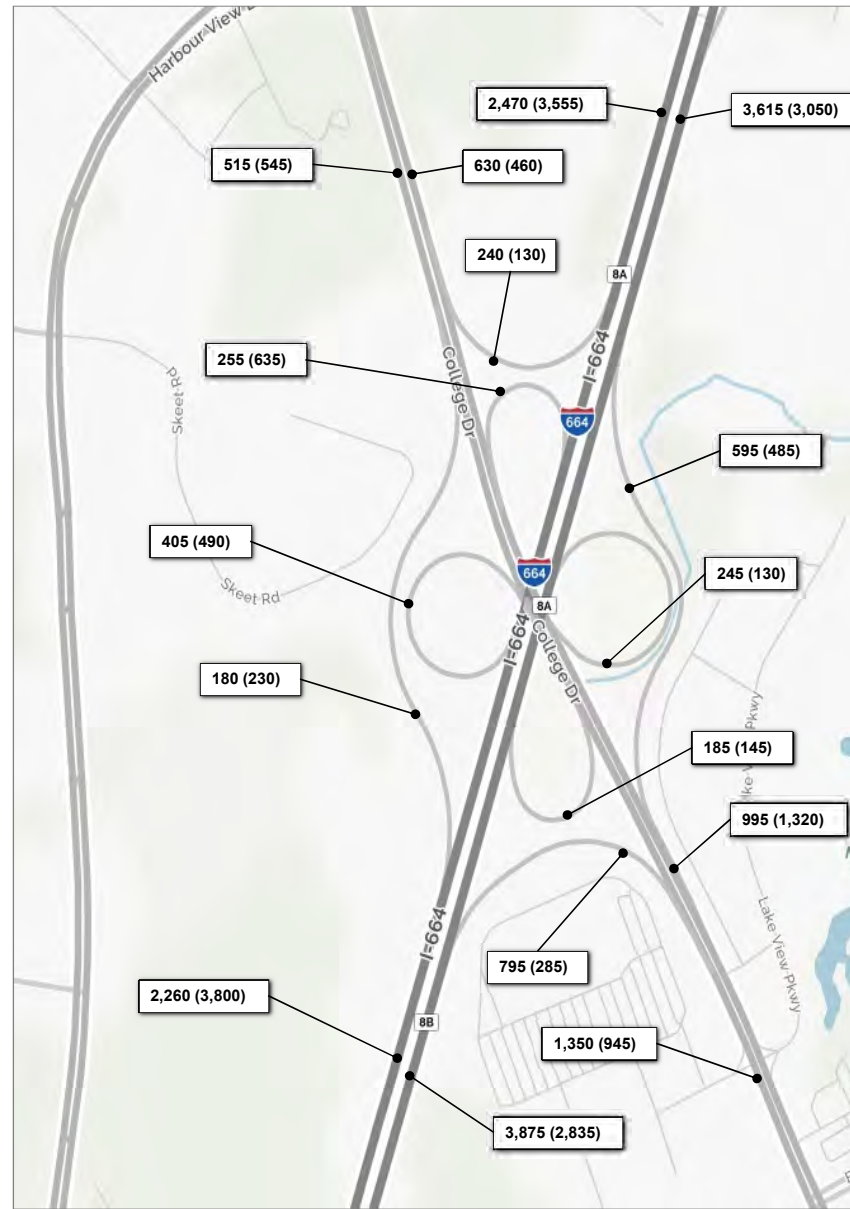 Harbour View
2,470 (3,555)
3,615 (3,050)
515 (545)
630 (460)
240 (130)
8A
I-664
255 (635)
College Dr
Skeet Rd
664
595 (485)
405 (490)
664
245 (130)
Skeet Rd
8A
I-664
College Dr
180 (230)
185 (145)
Pkwy
995 (1,320)
I-664
795 (285)
Lake View Pkwy
2,260 (3,800)
8B
1,350 (945)
3,875 (2,835)